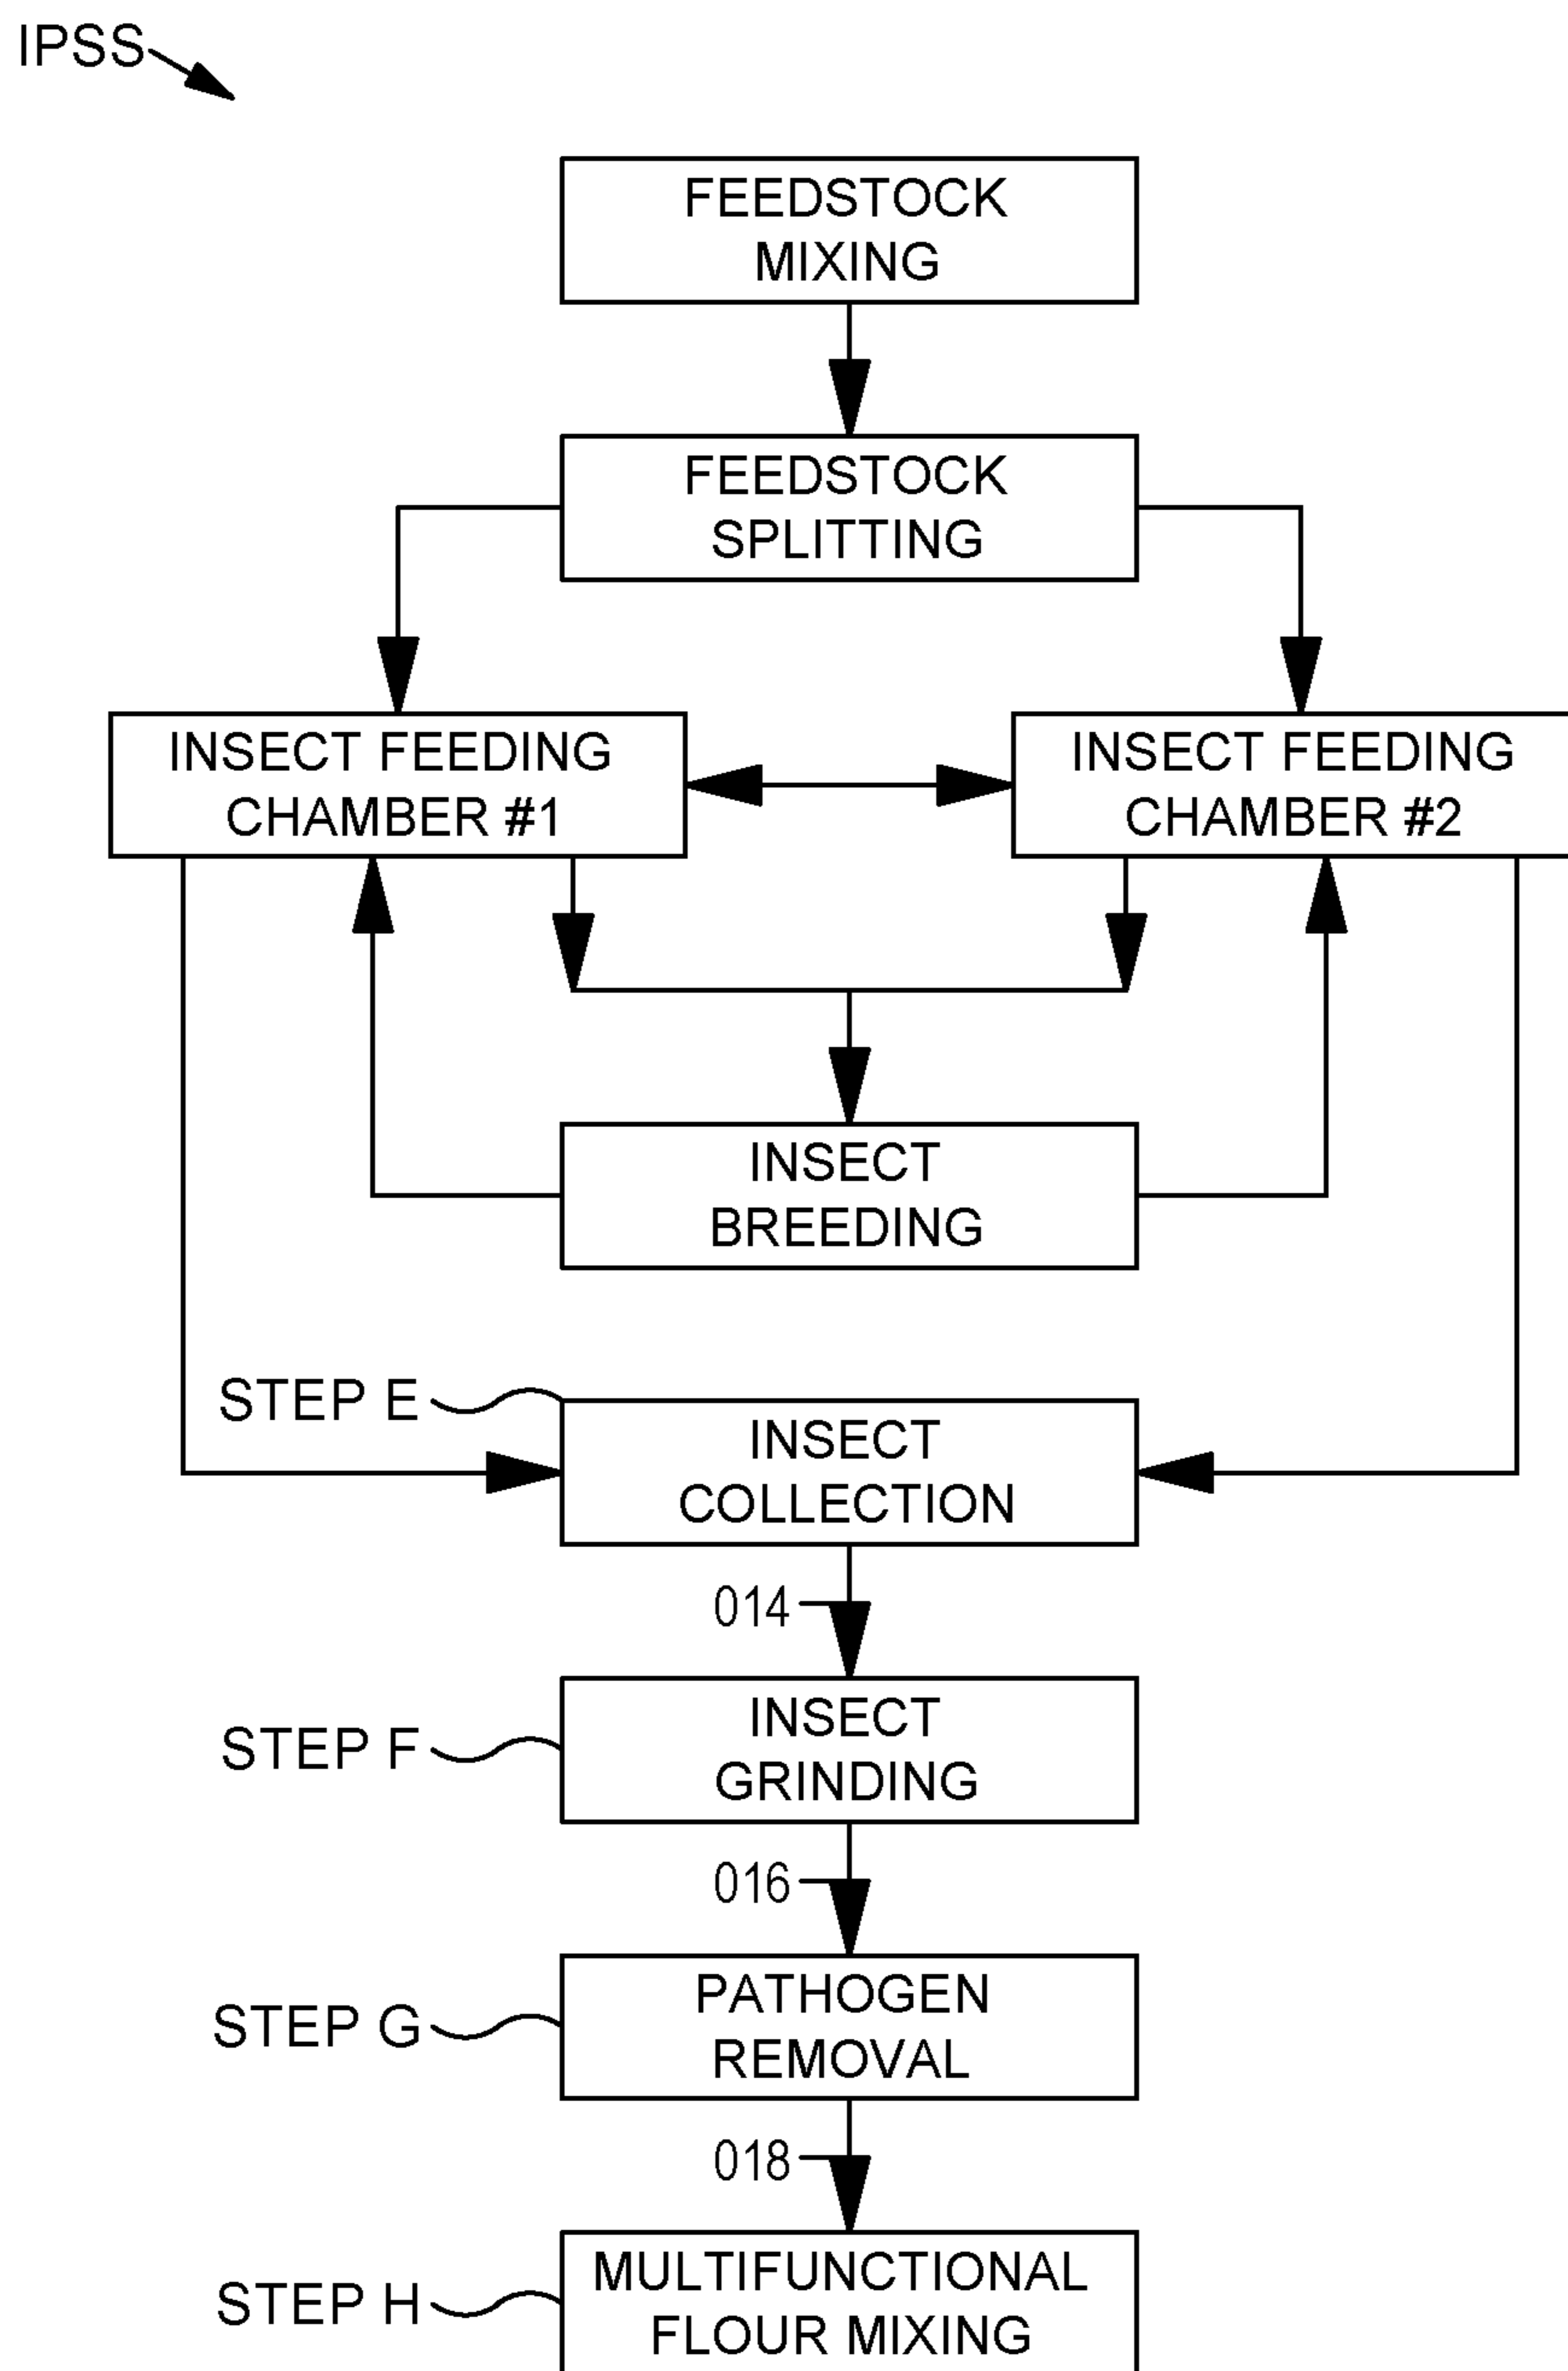 IPSS
FEEDSTOCK
MIXING
FEEDSTOCK
SPLITTING
INSECT FEEDING
CHAMBER #1
INSECT FEEDING
CHAMBER #2
INSECT
BREEDING
STEP E
INSECT
COLLECTION
014
STEP F
INSECT
GRINDING
016
STEP G
PATHOGEN
REMOVAL
018
STEP H
MULTIFUNCTIONAL
FLOUR MIXING